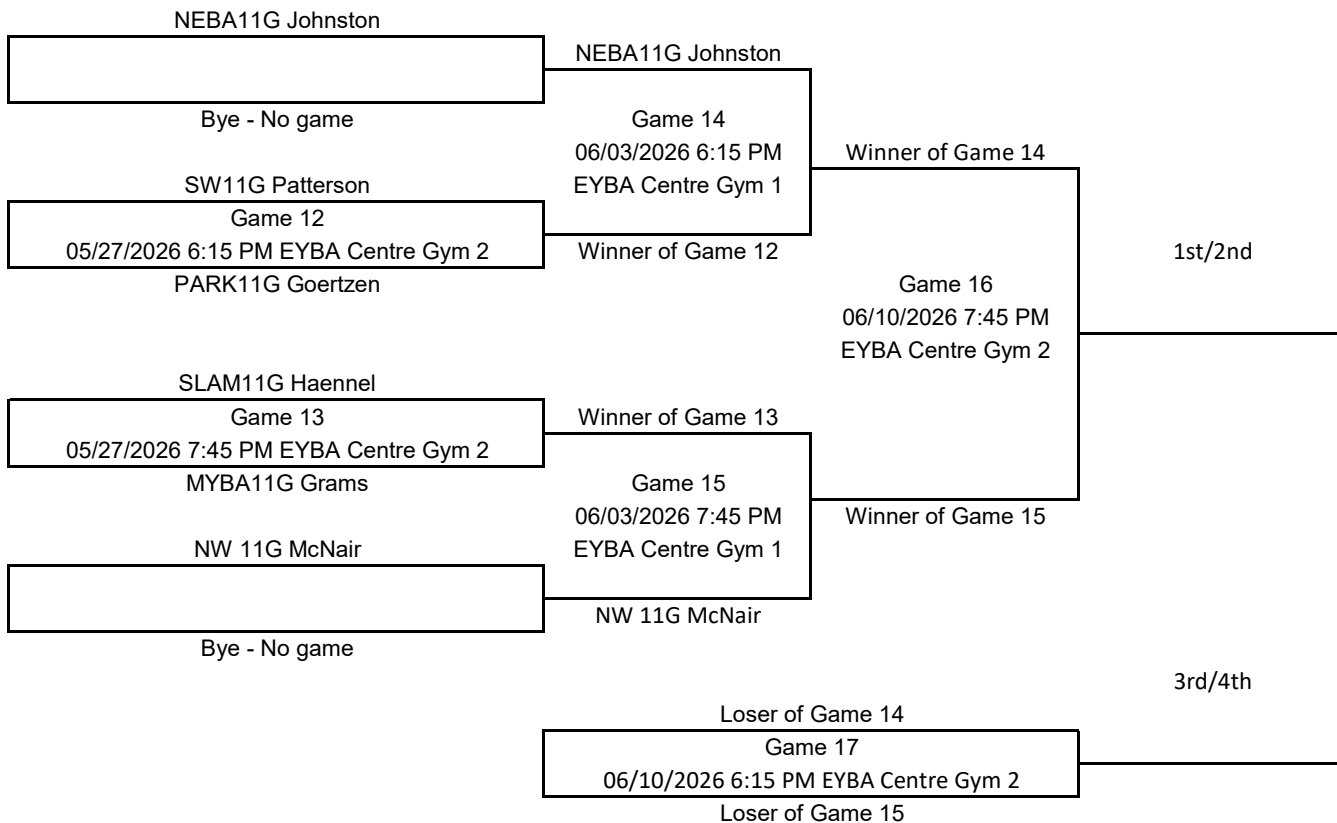 NEBA11G Johnston
NEBA11G Johnston
Bye - No game
Game 14
06/03/2026 6:15 PM
Winner of Game 14
SW11G Patterson
EYBA Centre Gym 1
Game 12
05/27/2026 6:15 PM EYBA Centre Gym 2
Winner of Game 12
1st/2nd
PARK11G Goertzen
Game 16
06/10/2026 7:45 PM
EYBA Centre Gym 2
SLAM11G Haennel
Game 13
Winner of Game 13
05/27/2026 7:45 PM EYBA Centre Gym 2
MYBA11G Grams
Game 15
06/03/2026 7:45 PM
Winner of Game 15
NW 11G McNair
EYBA Centre Gym 1
NW 11G McNair
Bye - No game
3rd/4th
Loser of Game 14
Game 17
06/10/2026 6:15 PM EYBA Centre Gym 2
Loser of Game 15